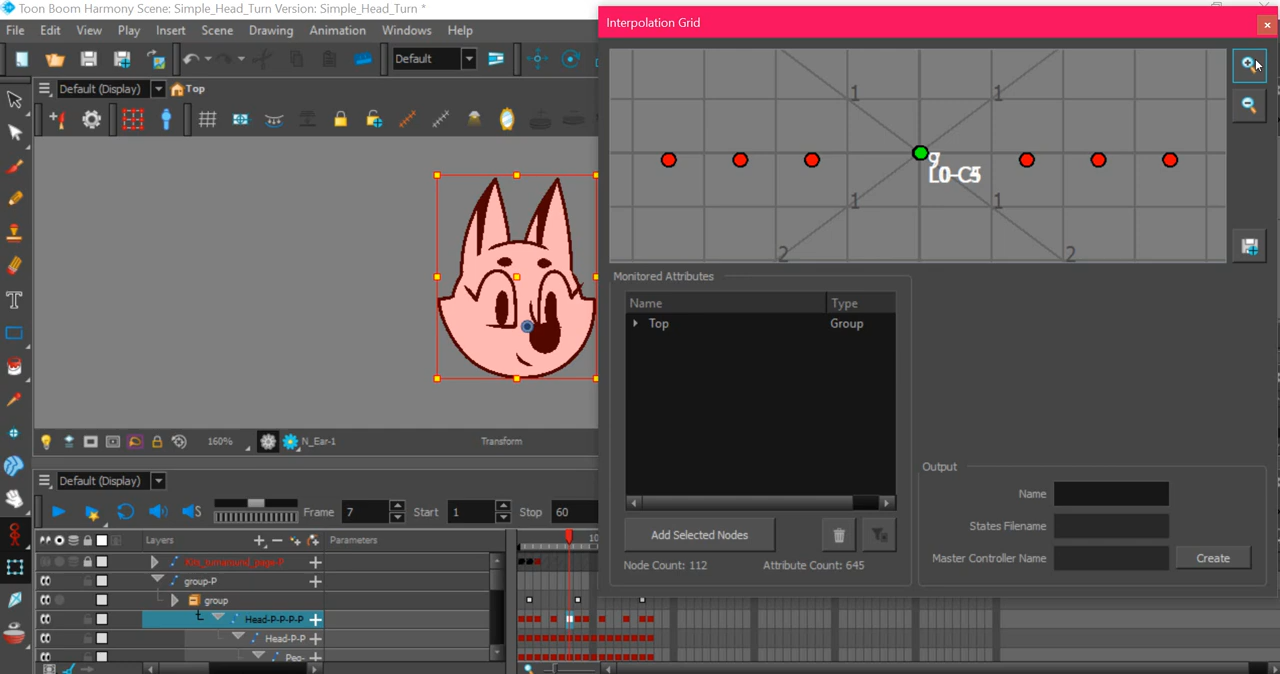 Toon Boom Harmony Scene: Simple_Head_Turn Version: Simple_Head_Turn *
File Edit View Play Insert Scene Drawing Animation Windows Help
Default
Default (Display) Top
160% N_Ear-1 Transform
Default (Display)
Frame 7 Start 1 Stop 60
Layers Parameters 10
group-P
group
Head-P-P-P-P
Head-P-P
Peg-
Interpolation Grid
1 1
1 1
2 2
Monitored Attributes
Name Type
Top Group
Add Selected Nodes
Node Count: 112 Attribute Count: 645
Output
Name
States Filename
Master Controller Name Create